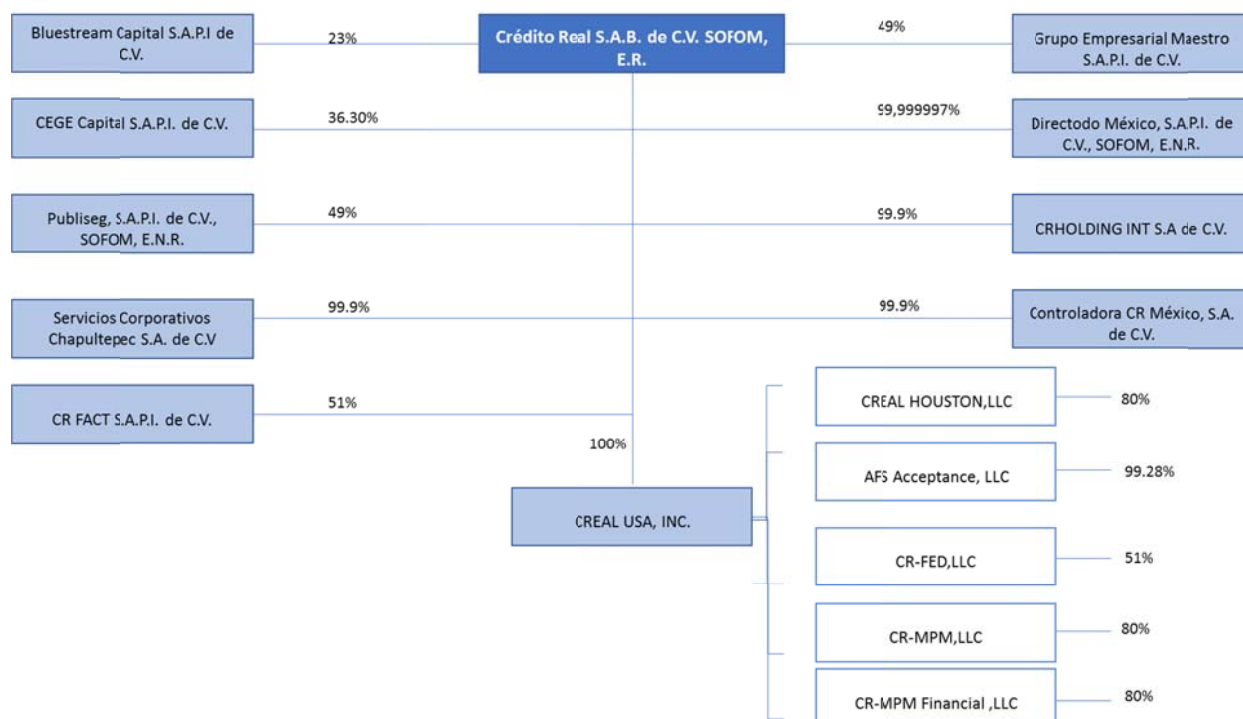 Bluestream Capital S.A.P.I de
C.V.
23%
Crédito Real S.A.B. de C.V. SOFOM,
E.R.
49%
Grupo Empresarial Maestro
S.A.P.I. de C.V.
CEGE Capital S.A.P.I. de C.V.
36.30%
99,999997%
Directodo México, S.A.P.I. de
C.V., SOFOM, E.N.R.
Publiseg, S.A.P.I. de C.V.,
SOFOM, E.N.R.
49%
99.9%
CRHOLDING INT S.A de C.V.
Servicios Corporativos
Chapultepec S.A. de C.V
99.9%
99.9%
Controladora CR México, S.A.
de C.V.
CR FACT S.A.P.I. de C.V.
51%
100%
CREAL USA, INC.
CREAL HOUSTON,LLC
80%
AFS Acceptance, LLC
99.28%
CR-FED,LLC
51%
CR-MPM,LLC
80%
CR-MPM Financial ,LLC
80%